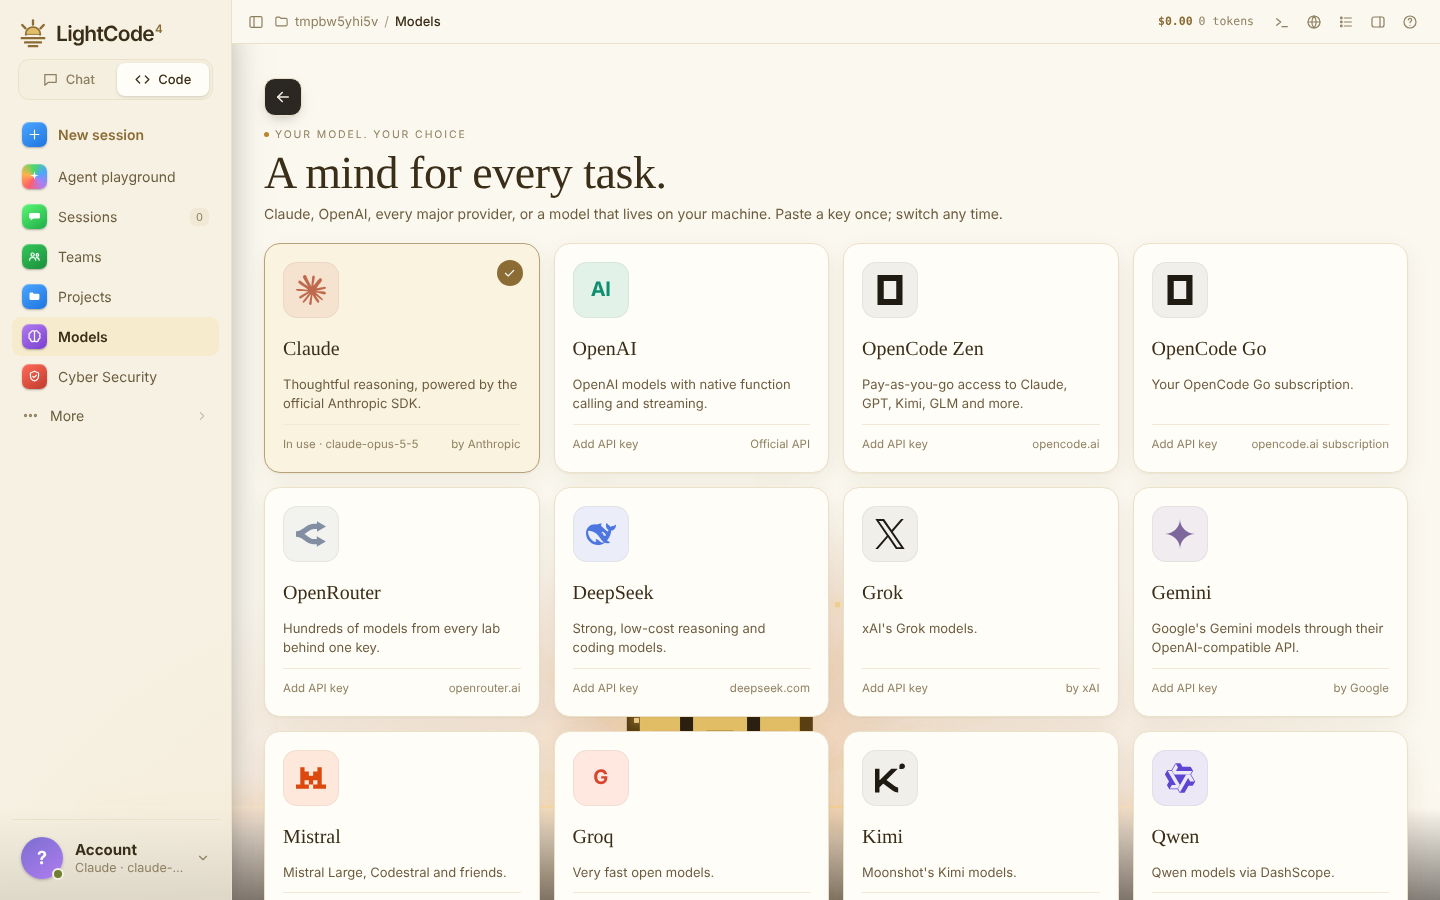 LightCode4
Chat
Code
New session
Agent playground
Sessions
0
Teams
Projects
Models
Cyber Security
More
Account
Claude · claude-...
?
tmpbw5yhi5v / Models
$0.00 0 tokens
YOUR MODEL. YOUR CHOICE
A mind for every task.
Claude, OpenAI, every major provider, or a model that lives on your machine. Paste a key once; switch any time.
Claude
Thoughtful reasoning, powered by the
official Anthropic SDK.
In use · claude-opus-5-5
by Anthropic
AI
OpenAI
OpenAI models with native function
calling and streaming.
Add API key
Official API
OpenCode Zen
Pay-as-you-go access to Claude,
GPT, Kimi, GLM and more.
Add API key
opencode.ai
OpenCode Go
Your OpenCode Go subscription.
Add API key
opencode.ai subscription
OpenRouter
Hundreds of models from every lab
behind one key.
Add API key
openrouter.ai
DeepSeek
Strong, low-cost reasoning and
coding models.
Add API key
deepseek.com
Grok
xAI's Grok models.
Add API key
by xAI
Gemini
Google's Gemini models through their
OpenAI-compatible API.
Add API key
by Google
Mistral
Mistral Large, Codestral and friends.
G
Groq
Very fast open models.
K
Kimi
Moonshot's Kimi models.
Qwen
Qwen models via DashScope.